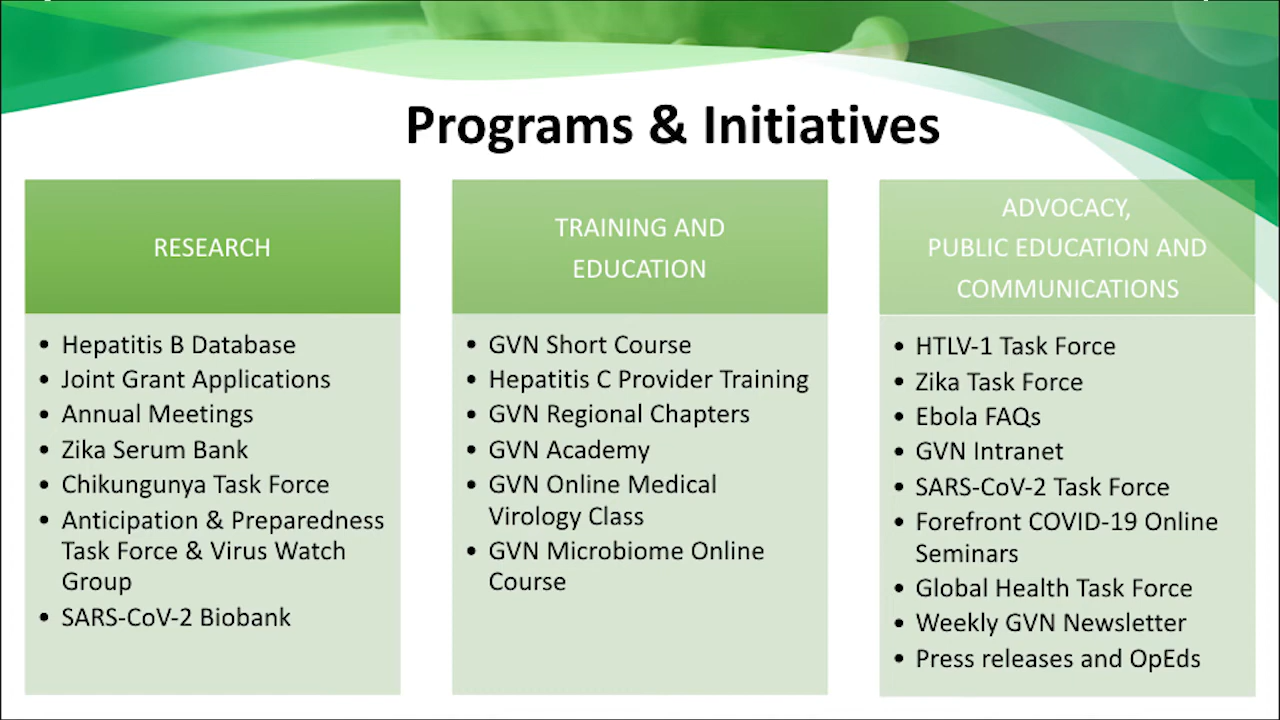 Programs & Initiatives
RESEARCH
• Hepatitis B Database
• Joint Grant Applications
• Annual Meetings
• Zika Serum Bank
• Chikungunya Task Force
• Anticipation & Preparedness
Task Force & Virus Watch
Group
• SARS-CoV-2 Biobank
TRAINING AND
EDUCATION
• GVN Short Course
• Hepatitis C Provider Training
• GVN Regional Chapters
• GVN Academy
• GVN Online Medical
Virology Class
• GVN Microbiome Online
Course
ADVOCACY,
PUBLIC EDUCATION AND
COMMUNICATIONS
• HTLV-1 Task Force
• Zika Task Force
• Ebola FAQs
• GVN Intranet
• SARS-CoV-2 Task Force
• Forefront COVID-19 Online
Seminars
• Global Health Task Force
• Weekly GVN Newsletter
• Press releases and OpEds